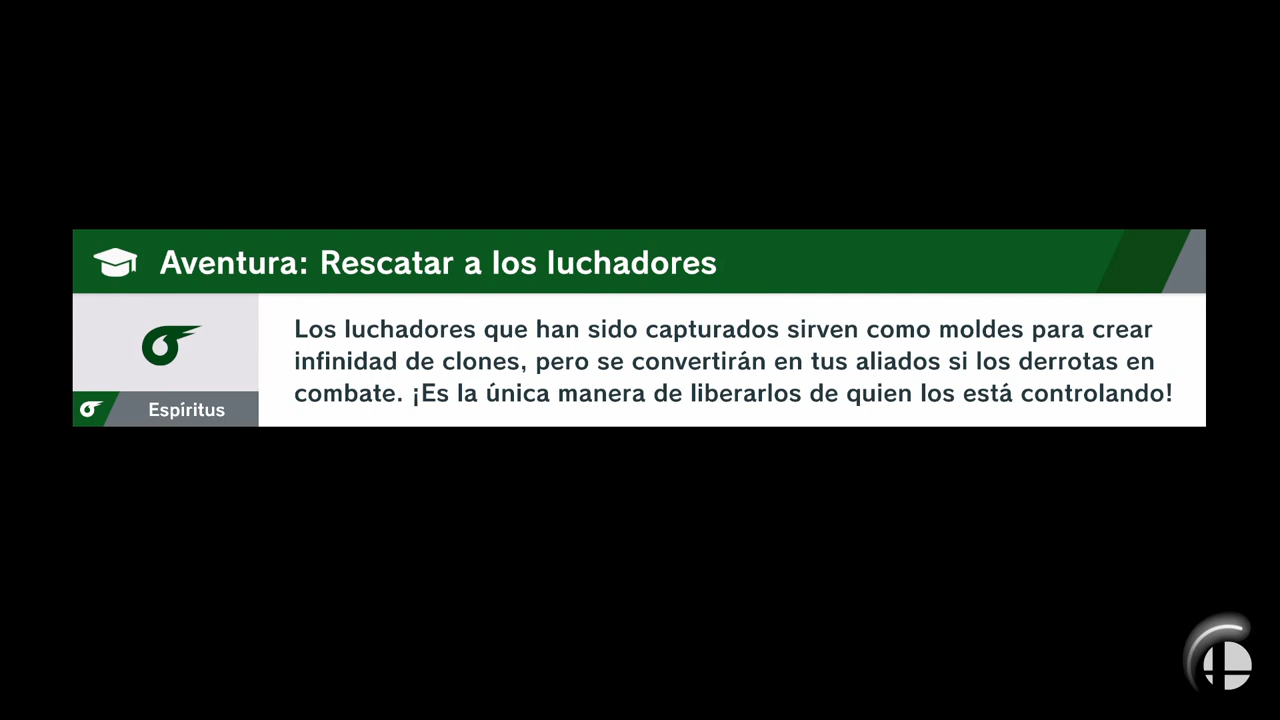 Aventura: Rescatar a los luchadores
Los luchadores que han sido capturados sirven como moldes para crear
infinidad de clones, pero se convertirán en tus aliados si los derrotas en
combate. ¡Es la única manera de liberarlos de quien los está controlando!
Espíritus